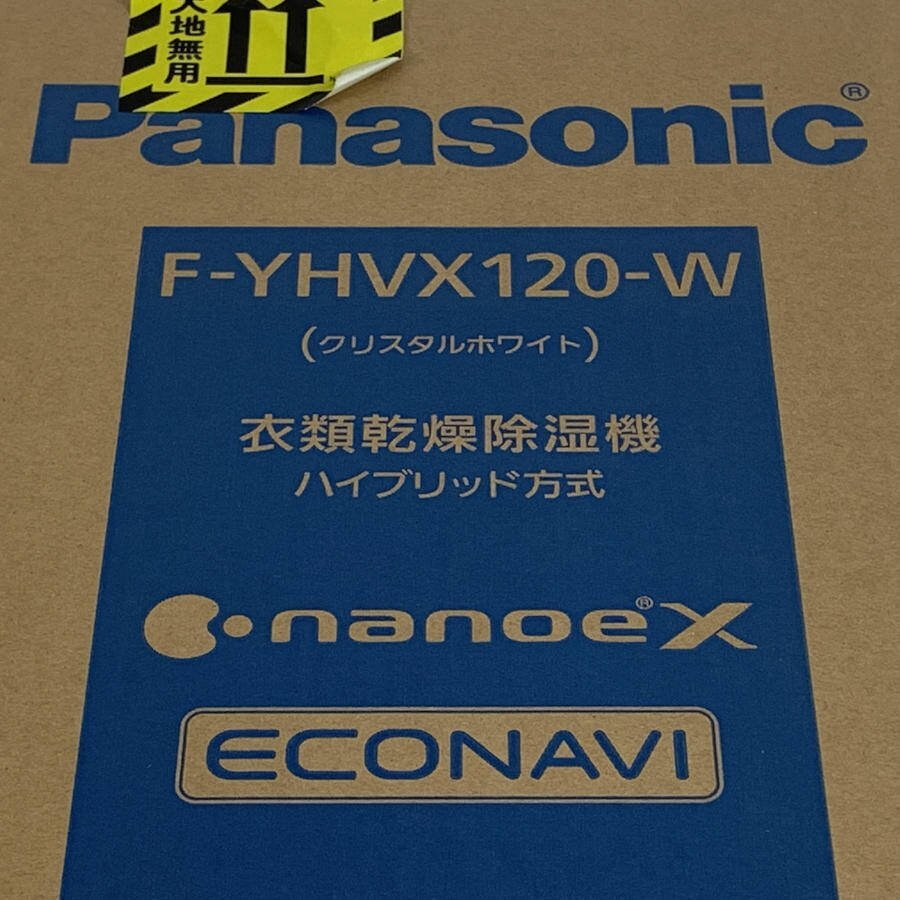 天地無用
Panasonic®
F-YHVX120-W
(クリスタルホワイト)
衣類乾燥除湿機
ハイブリッド方式
nanoe®X
ECONAVI